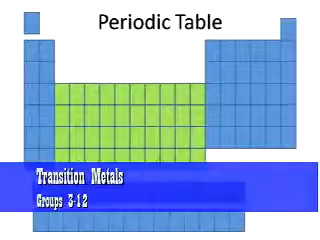 Periodic Table
Transition Metals
Groups 3-12